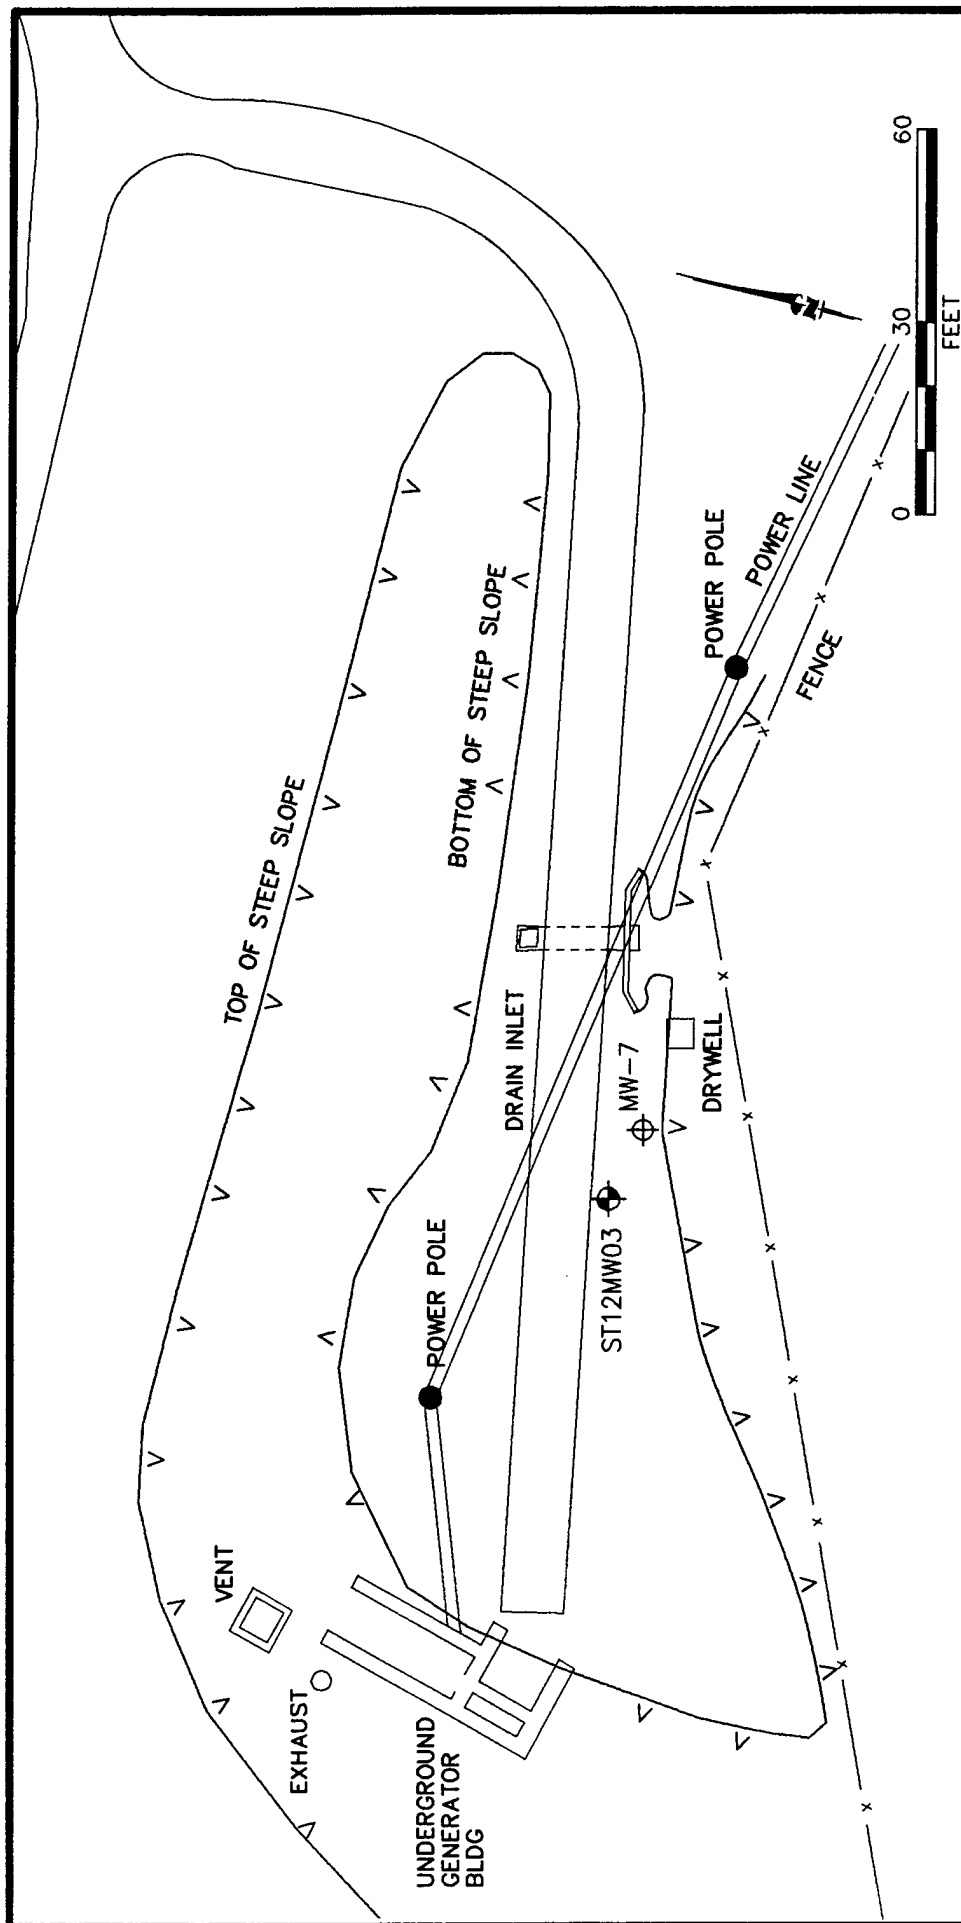 TOP OF STEEP SLOPE
BOTTOM OF STEEP SLOPE
VENT
EXHAUST
UNDERGROUND
GENERATOR
BLDG
POWER POLE
DRAIN INLET
ST12MW03
MW-7
DRYWELL
POWER POLE
POWER LINE
FENCE
N
0 30 60
FEET